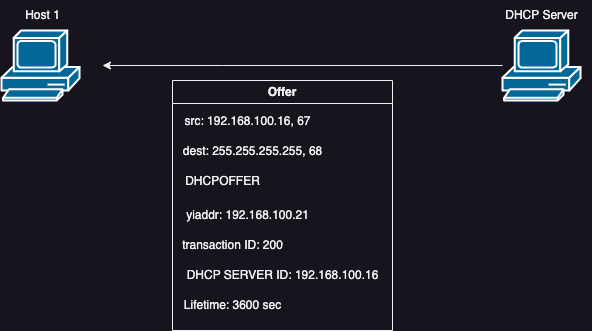 Host 1
DHCP Server
Offer
src: 192.168.100.16, 67
dest: 255.255.255.255, 68
DHCPOFFER
yiaddr: 192.168.100.21
transaction ID: 200
DHCP SERVER ID: 192.168.100.16
Lifetime: 3600 sec